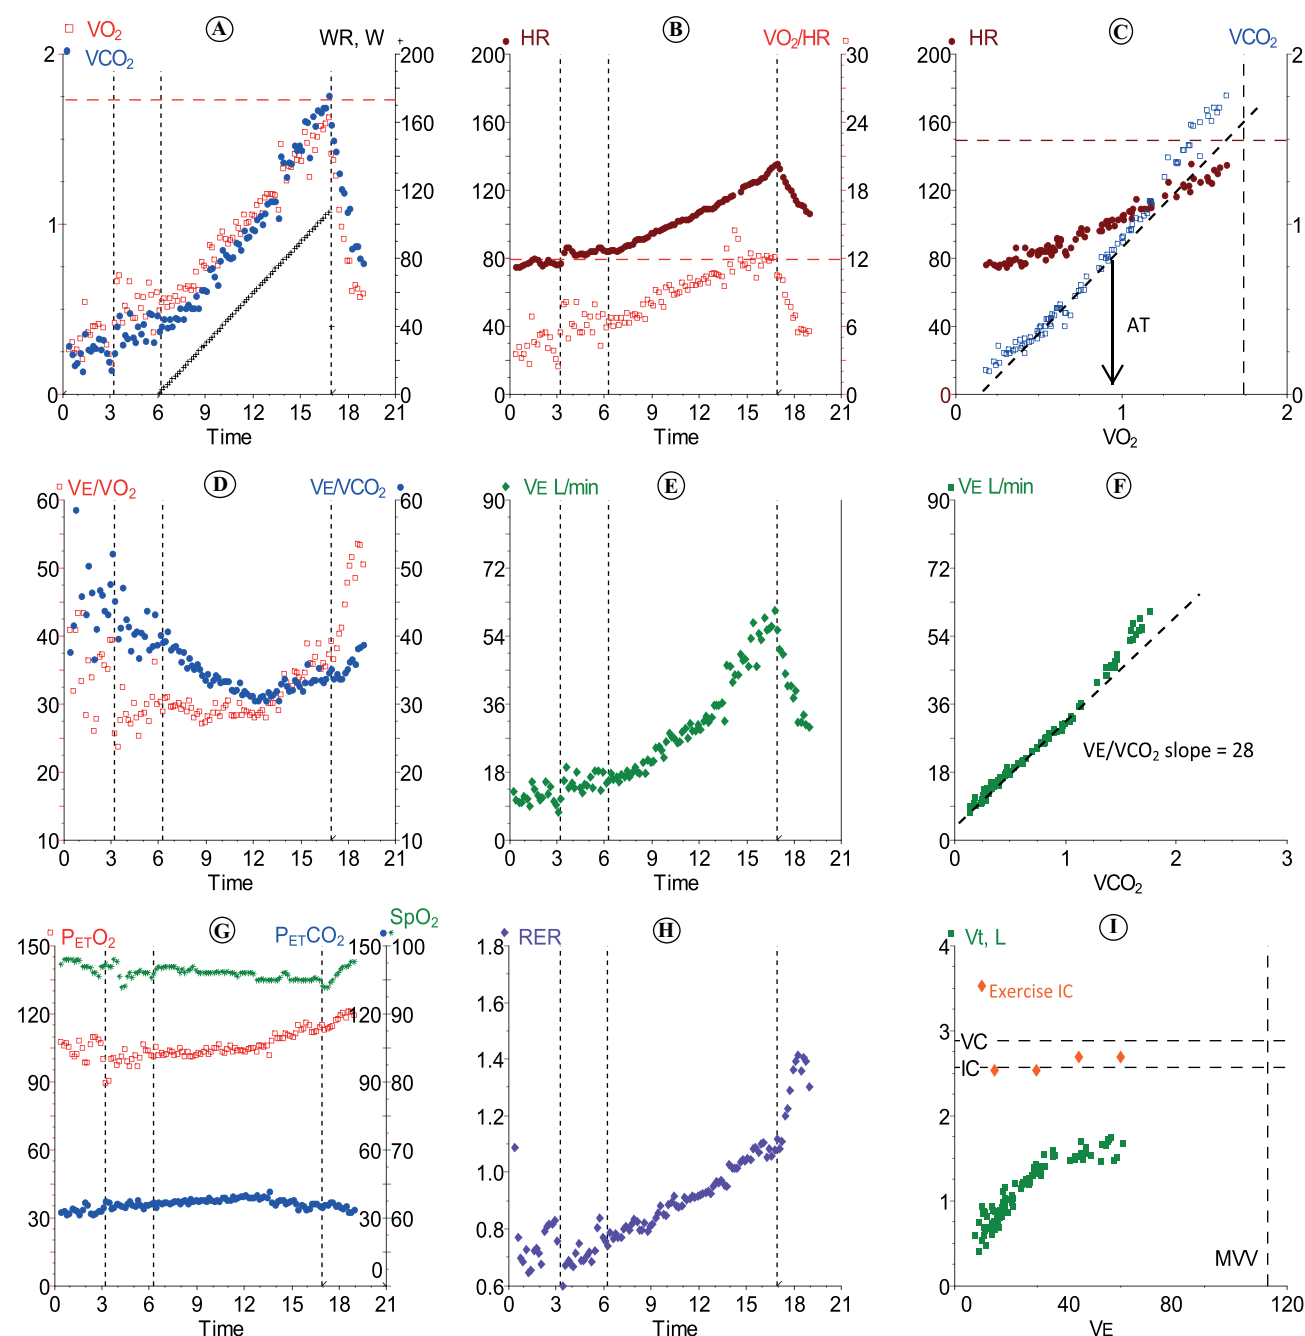 A
VO2
VCO2
WR, W
2
1
0
200
160
120
80
40
0
0 3 6 9 12 15 18 21
Time
B
HR
VO2/HR
200
160
120
80
40
0
30
24
18
12
6
0
0 3 6 9 12 15 18 21
Time
C
HR
VCO2
200
160
120
80
40
0
2
1
0
AT
0 1 2
VO2
D
VE/VO2
VE/VCO2
60
50
40
30
20
10
60
50
40
30
20
10
0 3 6 9 12 15 18 21
Time
E
VE L/min
90
72
54
36
18
0
0 3 6 9 12 15 18 21
Time
F
VE L/min
90
72
54
36
18
0
VE/VCO2 slope = 28
0 1 2 3
VCO2
G
PETO2
PETCO2
SpO2
150
120
90
60
30
0
150 100
120 90
90 80
60 70
30 60
0
0 3 6 9 12 15 18 21
Time
H
RER
1.8
1.6
1.4
1.2
1.0
0.8
0.6
0 3 6 9 12 15 18 21
Time
I
Vt, L
4
3
2
1
0
Exercise IC
VC
IC
MVV
0 40 80 120
VE